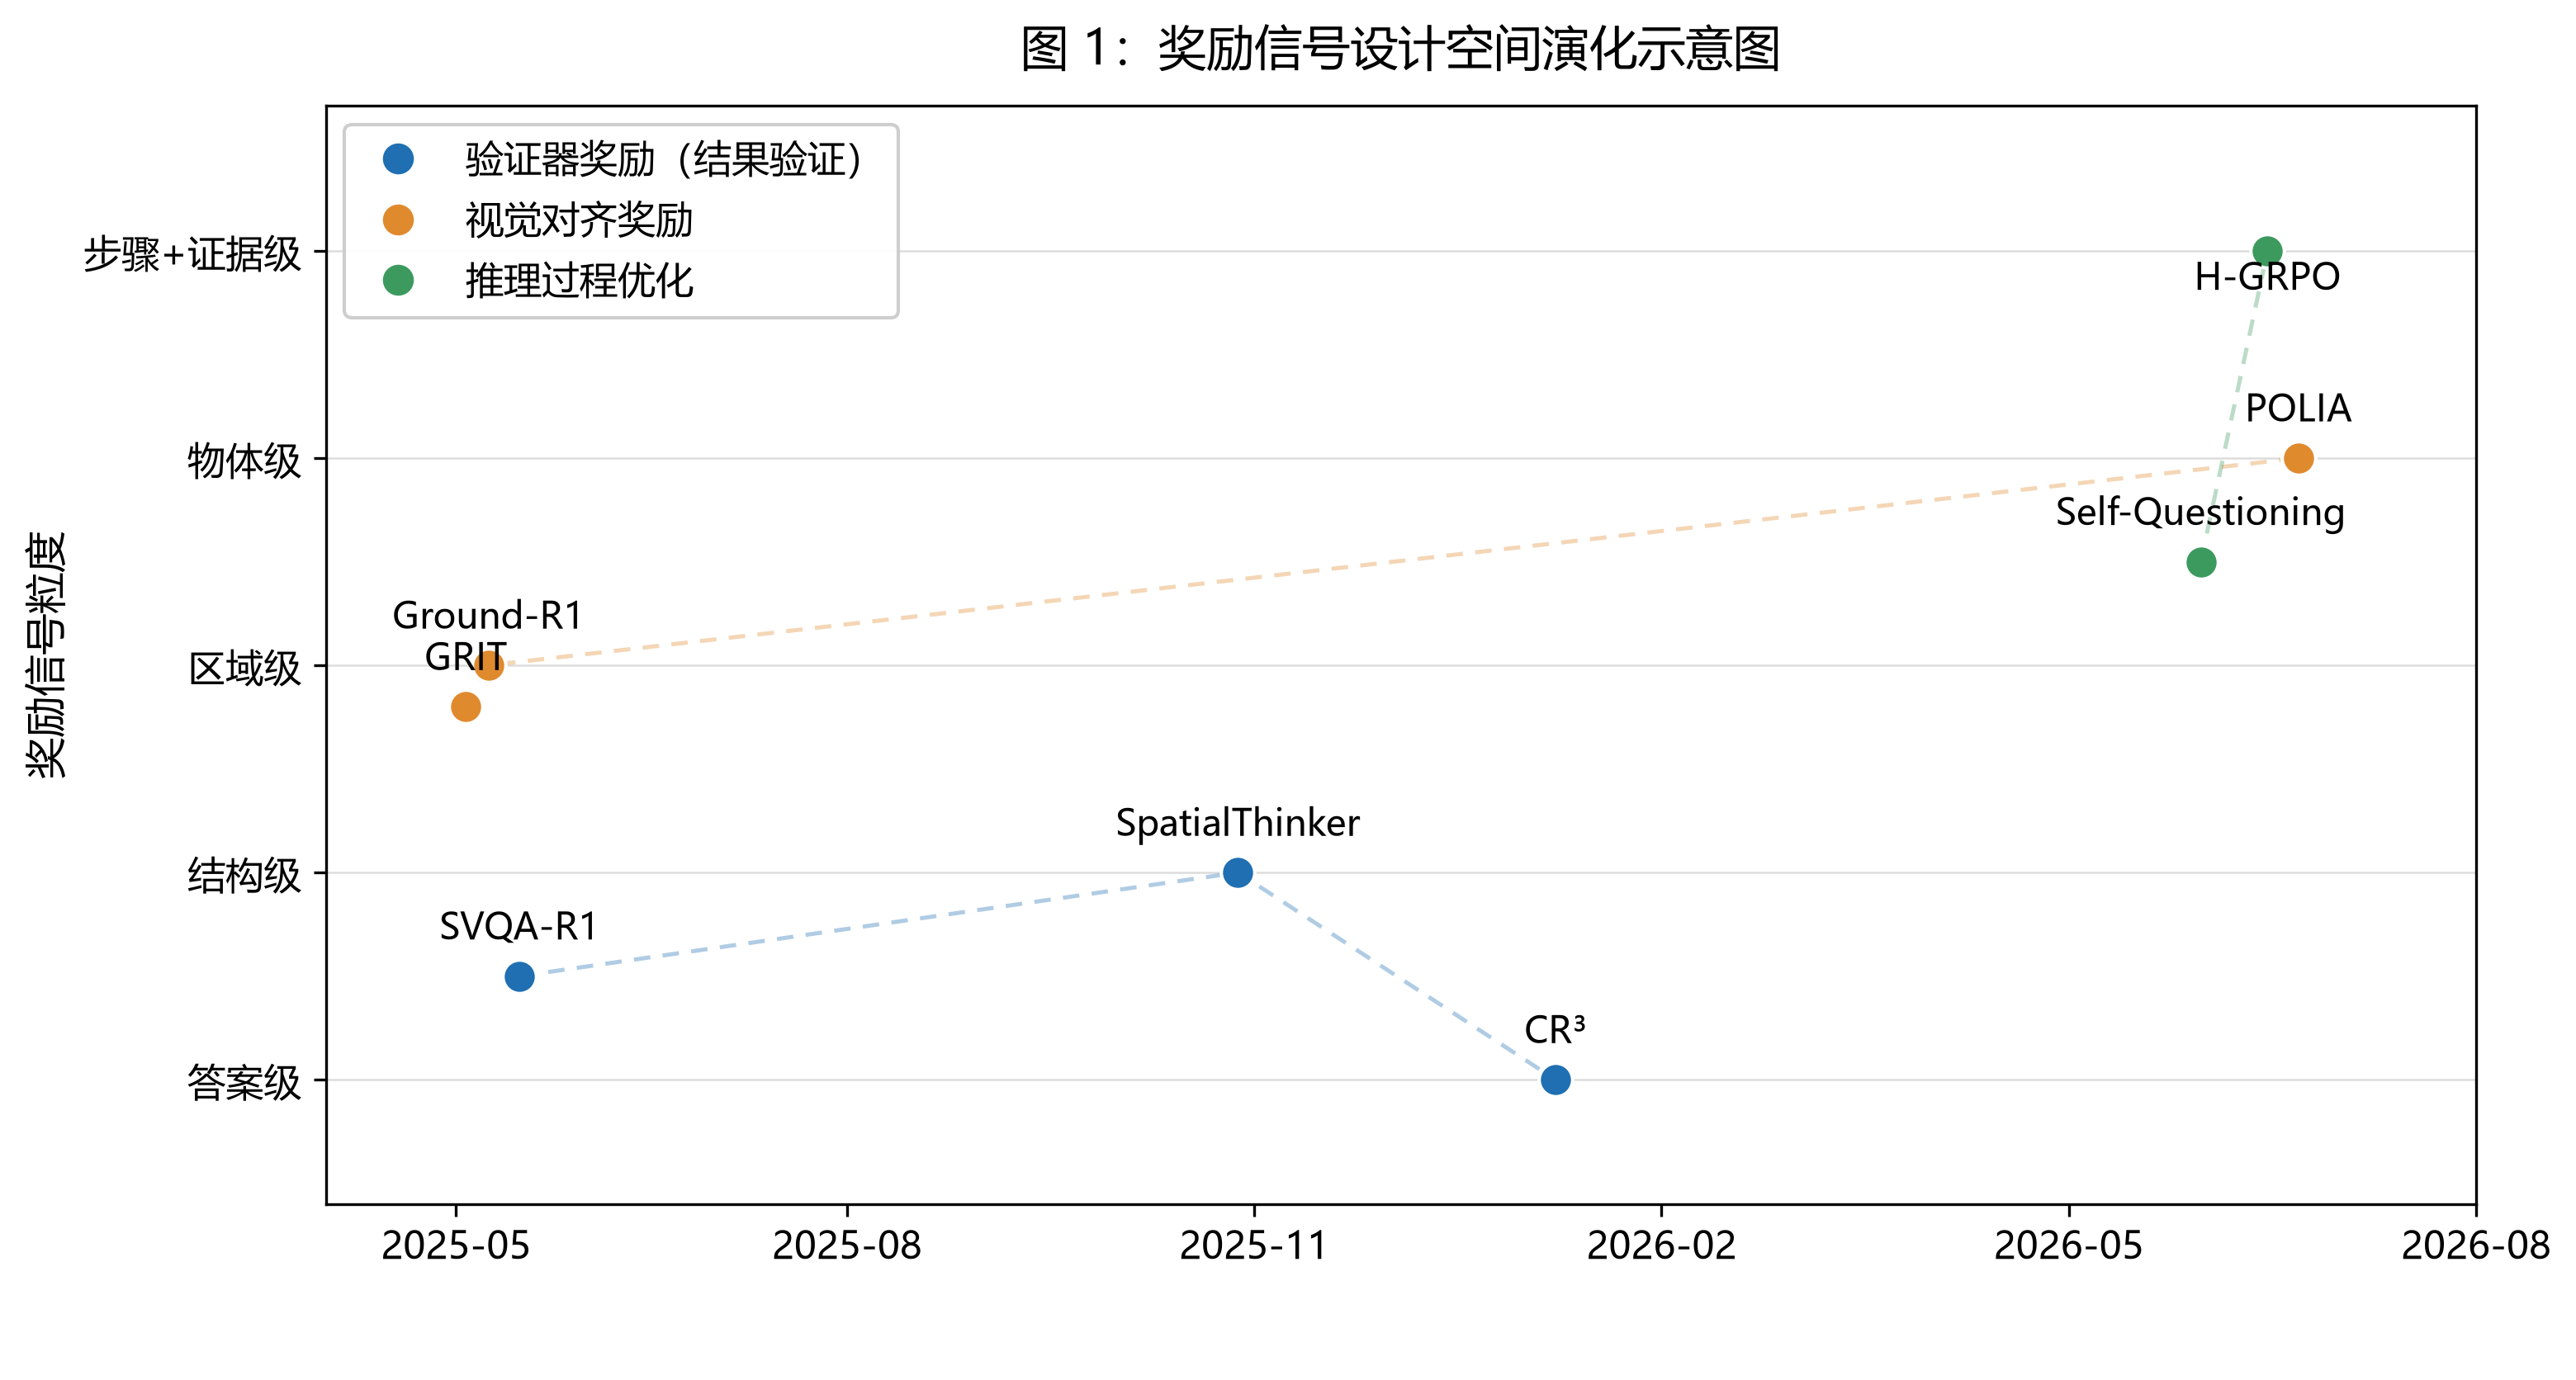 图 1：奖励信号设计空间演化示意图
验证器奖励（结果验证）
视觉对齐奖励
推理过程优化
奖励信号粒度
步骤+证据级
物体级
区域级
结构级
答案级
H-GRPO
POLIA
Self-Questioning
Ground-R1
GRIT
SpatialThinker
SVQA-R1
CR³
2025-05
2025-08
2025-11
2026-02
2026-05
2026-08